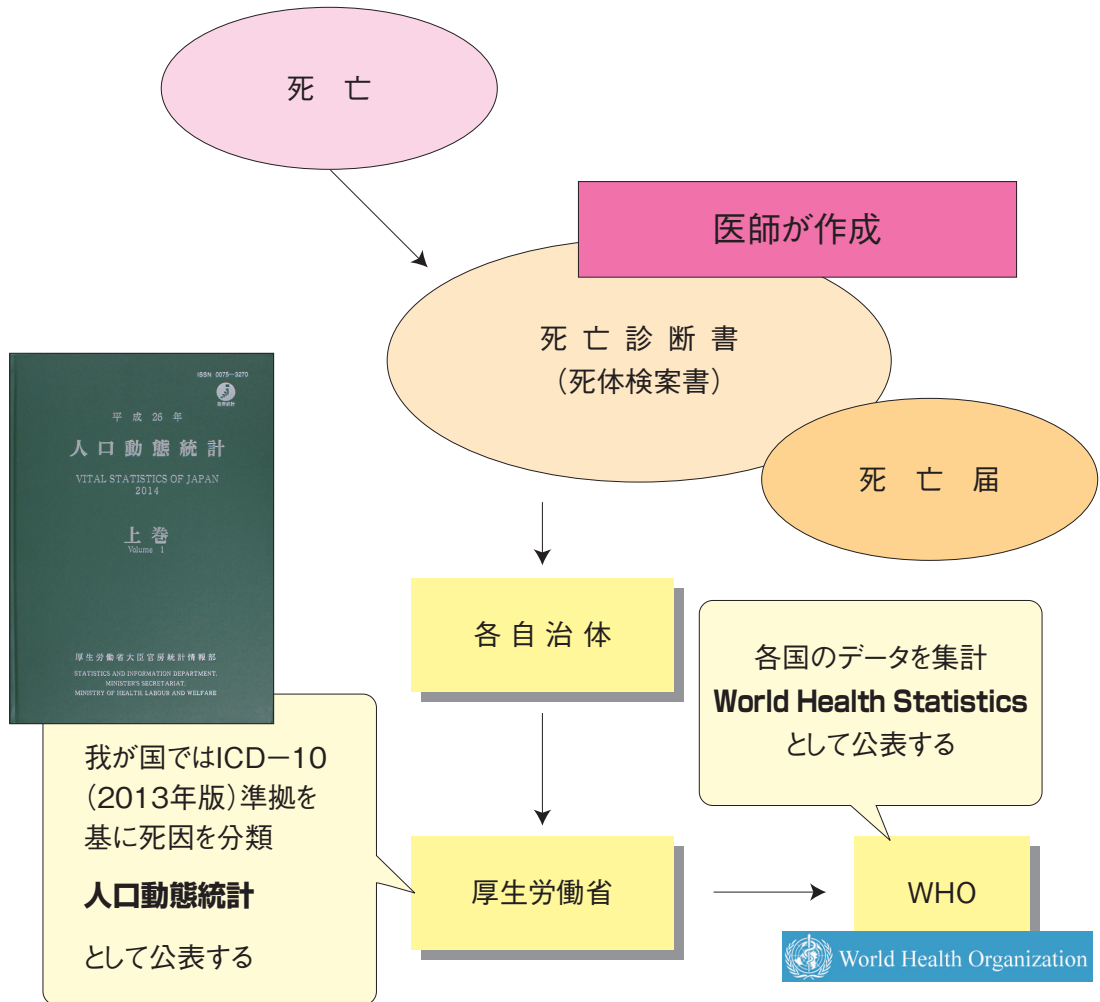 死亡
医師が作成
死亡診断書
（死体検案書）
死亡届
ISSN 0075-3270
平成 26 年
人口動態統計
VITAL STATISTICS OF JAPAN
2014
上巻
Volume 1
厚生労働省大臣官房統計情報部
STATISTICS AND INFORMATION DEPARTMENT,
MINISTER'S SECRETARIAT,
MINISTRY OF HEALTH, LABOUR AND WELFARE
各自治体
各国のデータを集計
World Health Statistics
として公表する
我が国ではICD－10
（2013年版）準拠を
基に死因を分類
人口動態統計
として公表する
厚生労働省
WHO
World Health Organization